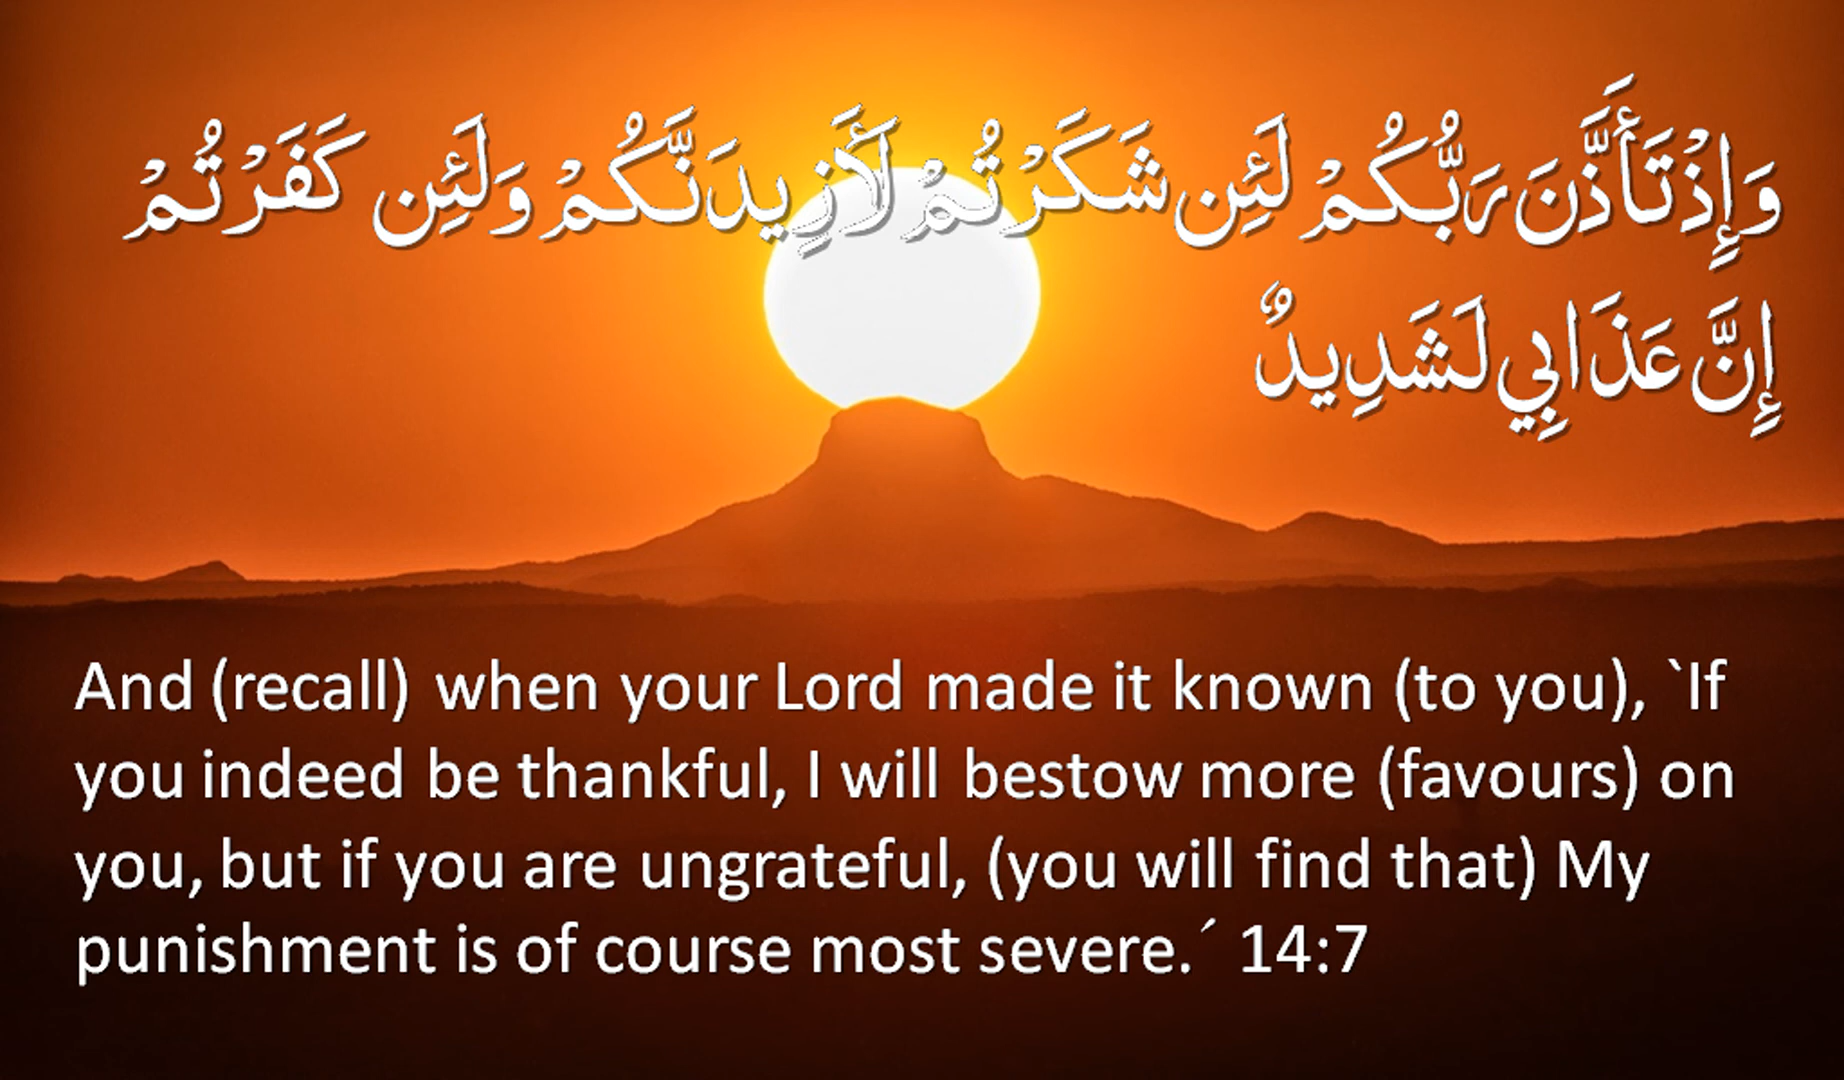 وَإِذْ تَأَذَّنَ رَبُّكُمْ لَئِن شَكَرْتُمْ لَأَزِيدَنَّكُمْ وَلَئِن كَفَرْتُمْ
إِنَّ عَذَابِي لَشَدِيدٌ
And (recall) when your Lord made it known (to you), `If
you indeed be thankful, I will bestow more (favours) on
you, but if you are ungrateful, (you will find that) My
punishment is of course most severe.´ 14:7